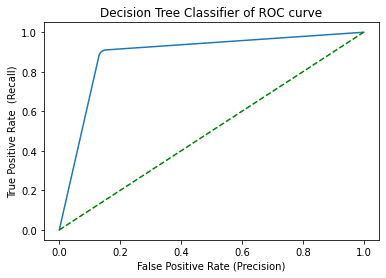 Decision Tree Classifier of ROC curve
True Positive Rate  (Recall)
1.0
0.8
0.6
0.4
0.2
0.0
0.0 0.2 0.4 0.6 0.8 1.0
False Positive Rate (Precision)